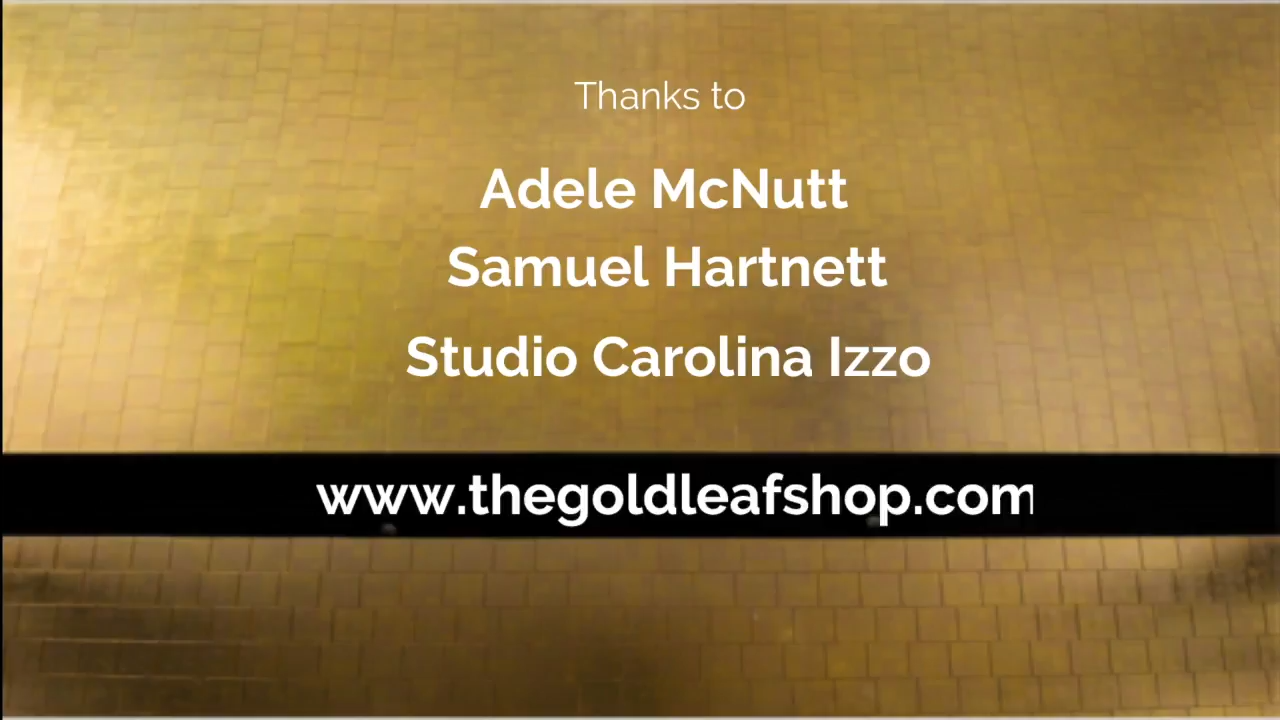 Thanks to
Adele McNutt
Samuel Hartnett
Studio Carolina Izzo
www.thegoldleafshop.com